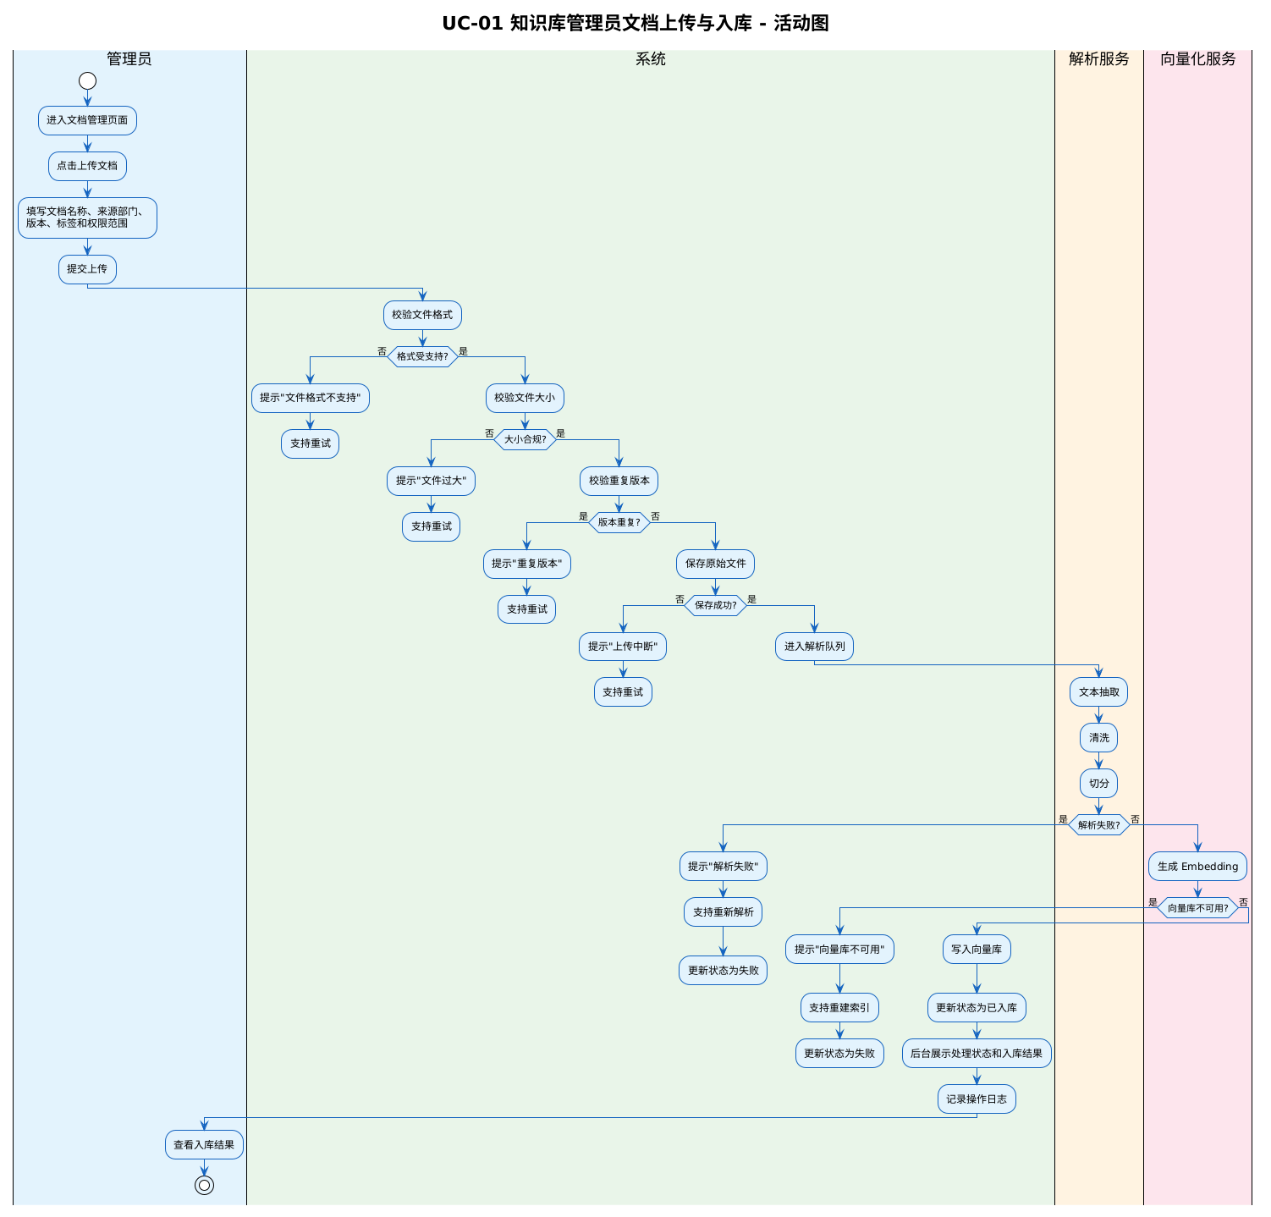 UC-01 知识库管理员文档上传与入库 - 活动图
管理员
系统
解析服务
向量化服务
进入文档管理页面
点击上传文档
填写文档名称、来源部门、
版本、标签和权限范围
提交上传
校验文件格式
否
格式受支持?
是
提示"文件格式不支持"
校验文件大小
支持重试
否
大小合规?
是
提示"文件过大"
校验重复版本
支持重试
是
版本重复?
否
提示"重复版本"
保存原始文件
支持重试
否
保存成功?
是
提示"上传中断"
进入解析队列
支持重试
文本抽取
清洗
切分
是
解析失败?
否
提示"解析失败"
生成 Embedding
支持重新解析
是
向量库不可用?
否
提示"向量库不可用"
写入向量库
更新状态为失败
支持重建索引
更新状态为已入库
更新状态为失败
后台展示处理状态和入库结果
记录操作日志
查看入库结果